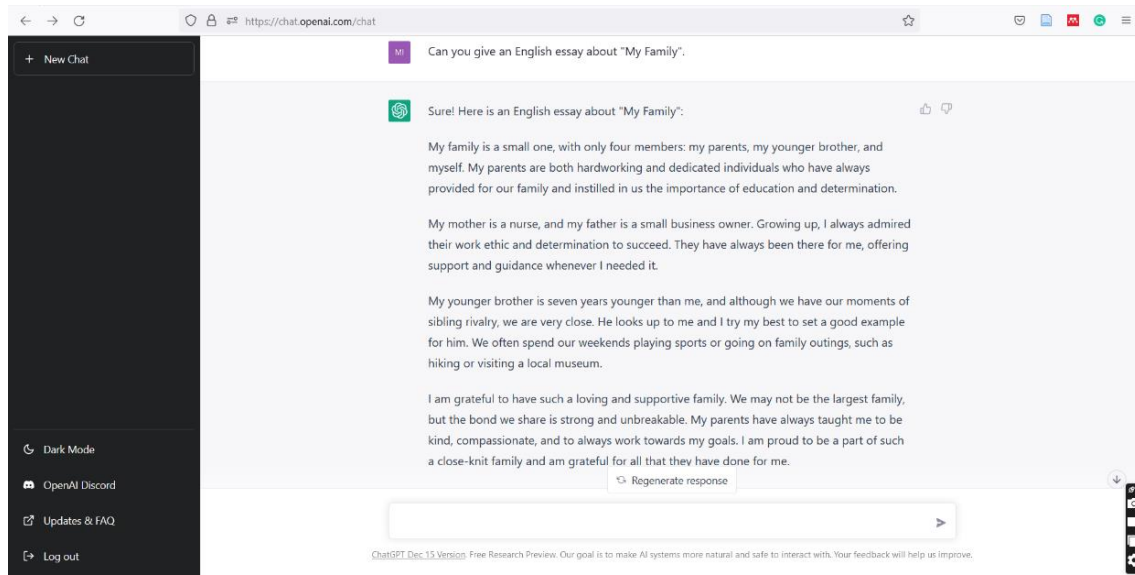 https://chat.openai.com/chat
+ New Chat
MI
Can you give an English essay about "My Family".
Sure! Here is an English essay about "My Family":
My family is a small one, with only four members: my parents, my younger brother, and
myself. My parents are both hardworking and dedicated individuals who have always
provided for our family and instilled in us the importance of education and determination.
My mother is a nurse, and my father is a small business owner. Growing up, I always admired
their work ethic and determination to succeed. They have always been there for me, offering
support and guidance whenever I needed it.
My younger brother is seven years younger than me, and although we have our moments of
sibling rivalry, we are very close. He looks up to me and I try my best to set a good example
for him. We often spend our weekends playing sports or going on family outings, such as
hiking or visiting a local museum.
I am grateful to have such a loving and supportive family. We may not be the largest family,
but the bond we share is strong and unbreakable. My parents have always taught me to be
kind, compassionate, and to always work towards my goals. I am proud to be a part of such
a close-knit family and am grateful for all that they have done for me.
Regenerate response
Dark Mode
OpenAI Discord
Updates & FAQ
Log out
ChatGPT Dec 15 Version. Free Research Preview. Our goal is to make AI systems more natural and safe to interact with. Your feedback will help us improve.